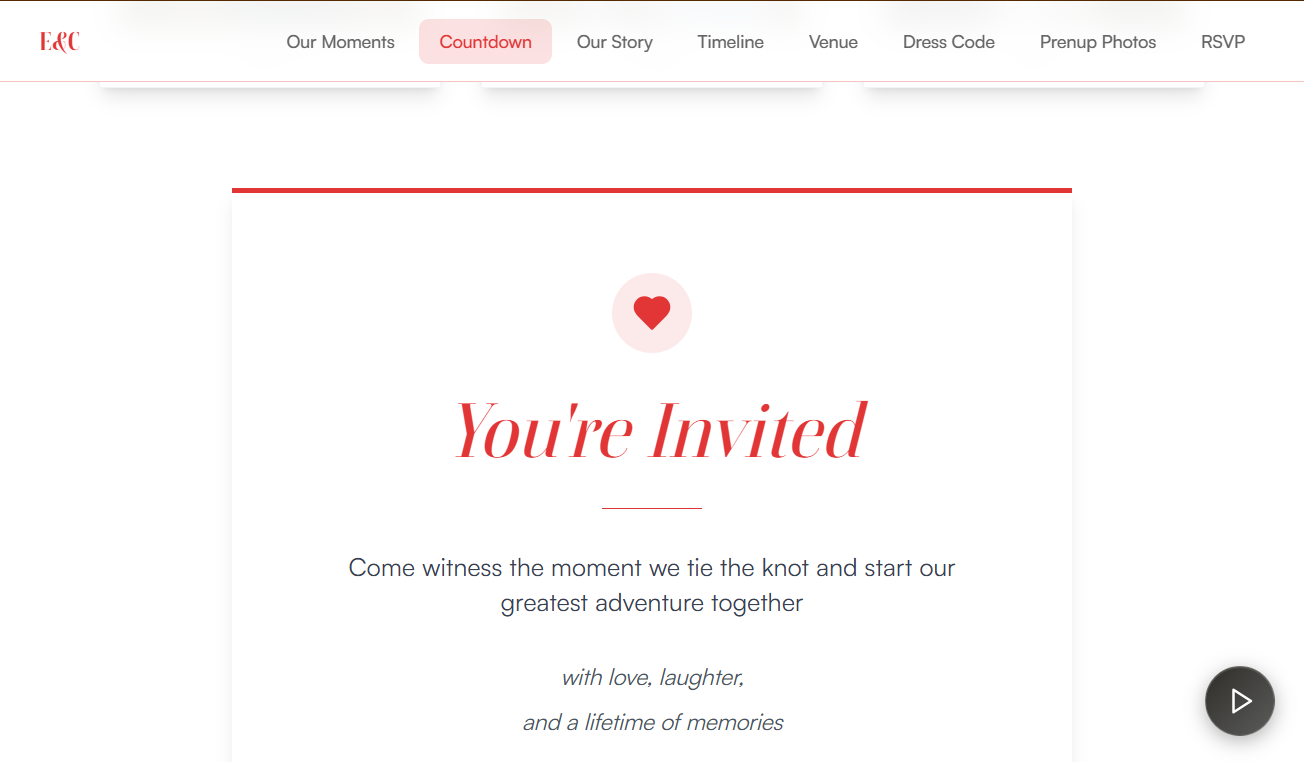 E&C
Our Moments
Countdown
Our Story
Timeline
Venue
Dress Code
Prenup Photos
RSVP
You're Invited
Come witness the moment we tie the knot and start our
greatest adventure together
with love, laughter,
and a lifetime of memories